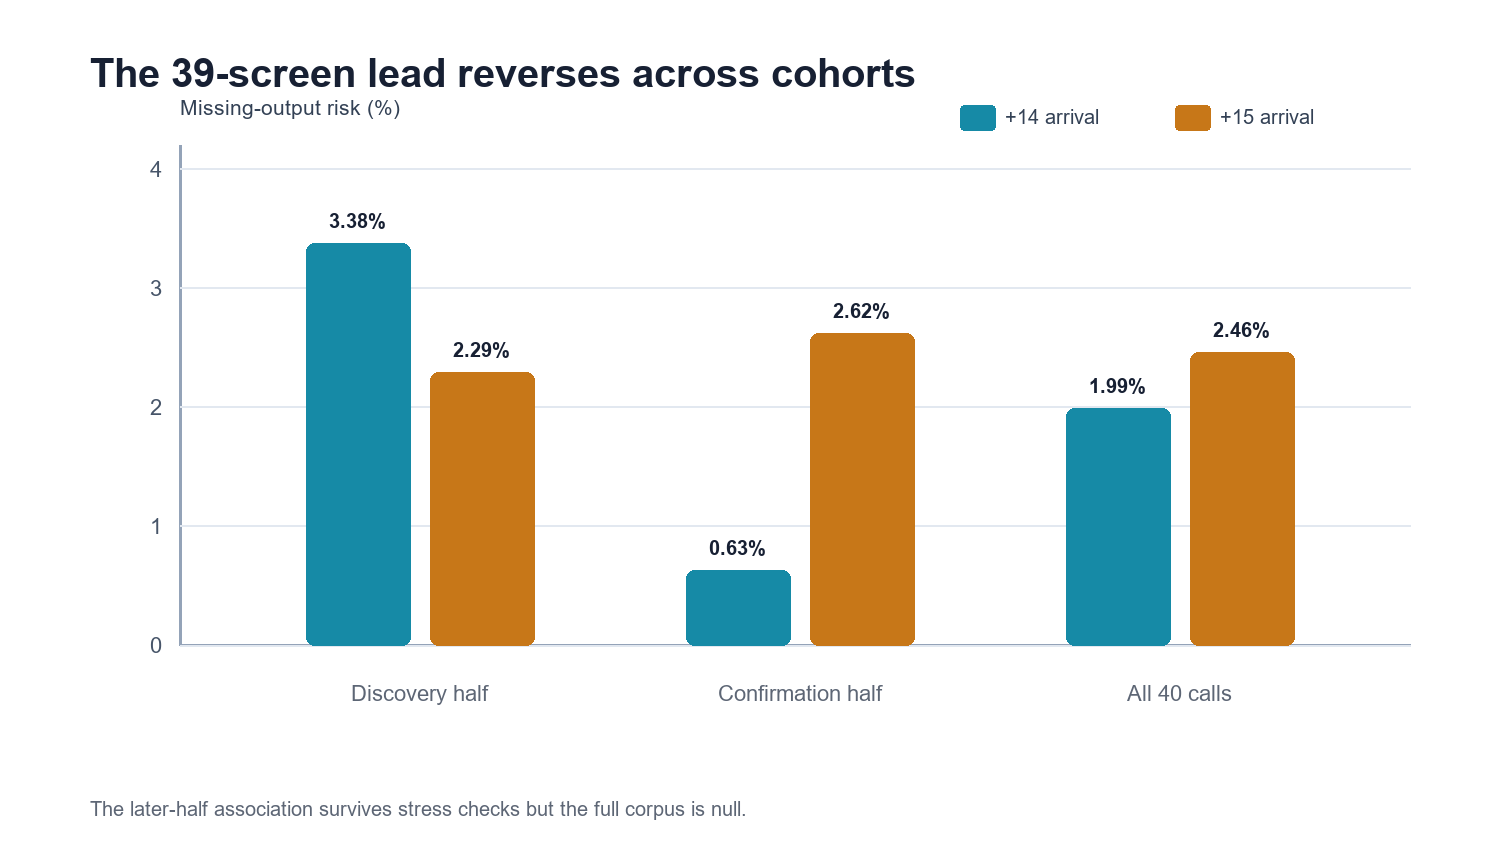 The 39-screen lead reverses across cohorts
Missing-output risk (%)
+14 arrival
+15 arrival
4
3
2
1
0
3.38%
2.29%
0.63%
2.62%
1.99%
2.46%
Discovery half
Confirmation half
All 40 calls
The later-half association survives stress checks but the full corpus is null.